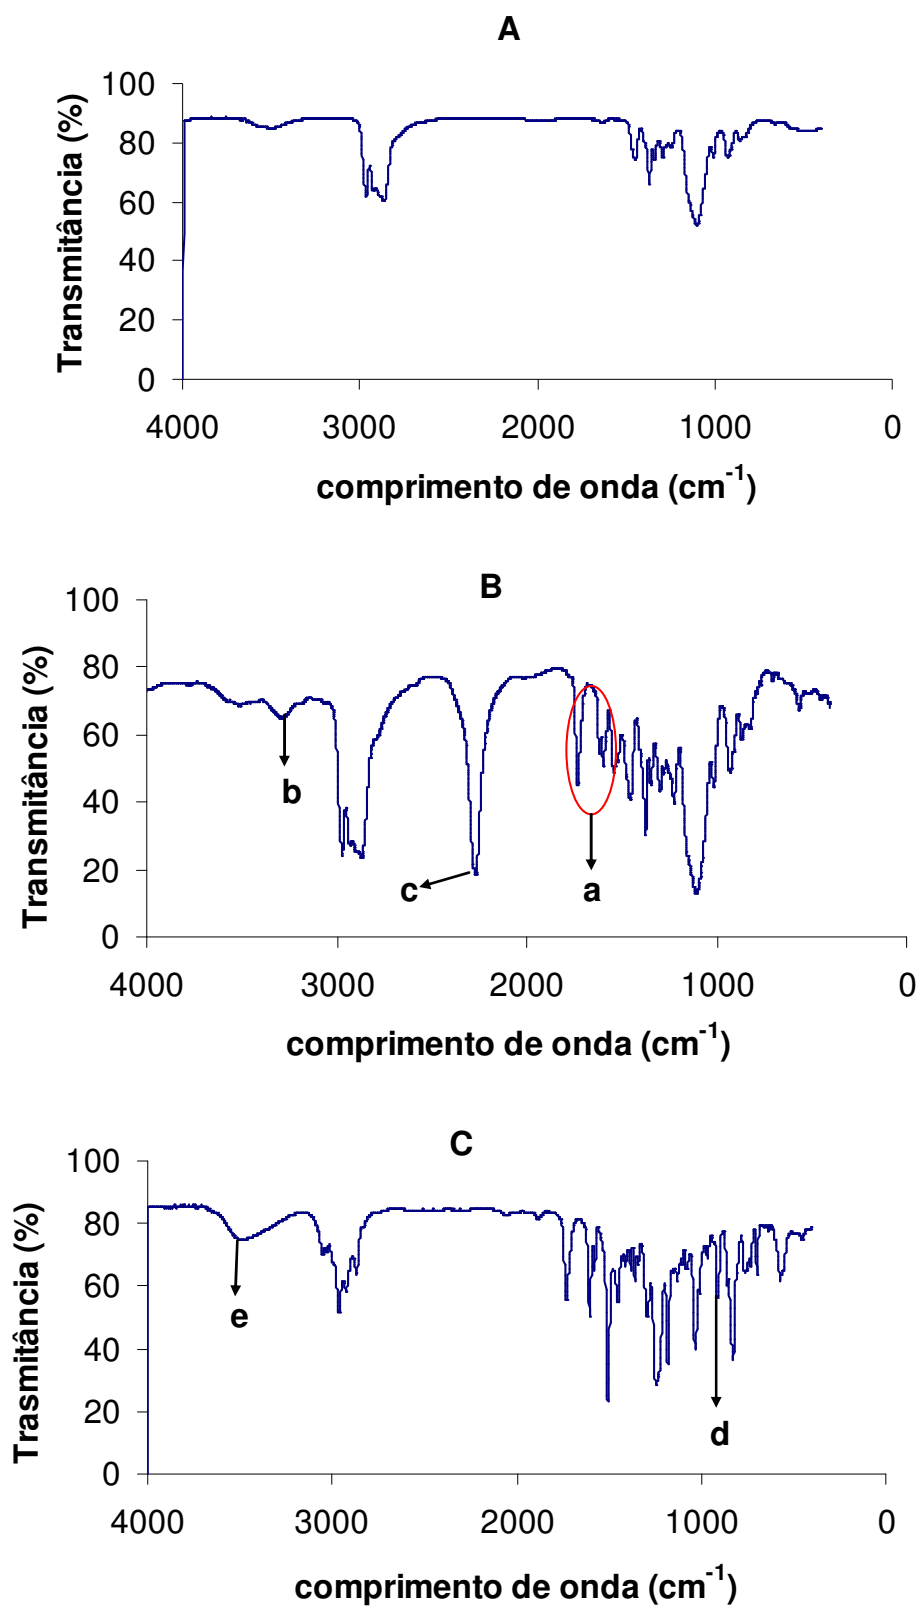 A
100
80
60
40
20
0
Transmitância (%)
4000 3000 2000 1000 0
comprimento de onda (cm-1)
B
100
80
60
40
20
0
Transmitância (%)
b
c
a
4000 3000 2000 1000 0
comprimento de onda (cm-1)
C
100
80
60
40
20
0
Trasmitância (%)
e
d
4000 3000 2000 1000 0
comprimento de onda (cm-1)